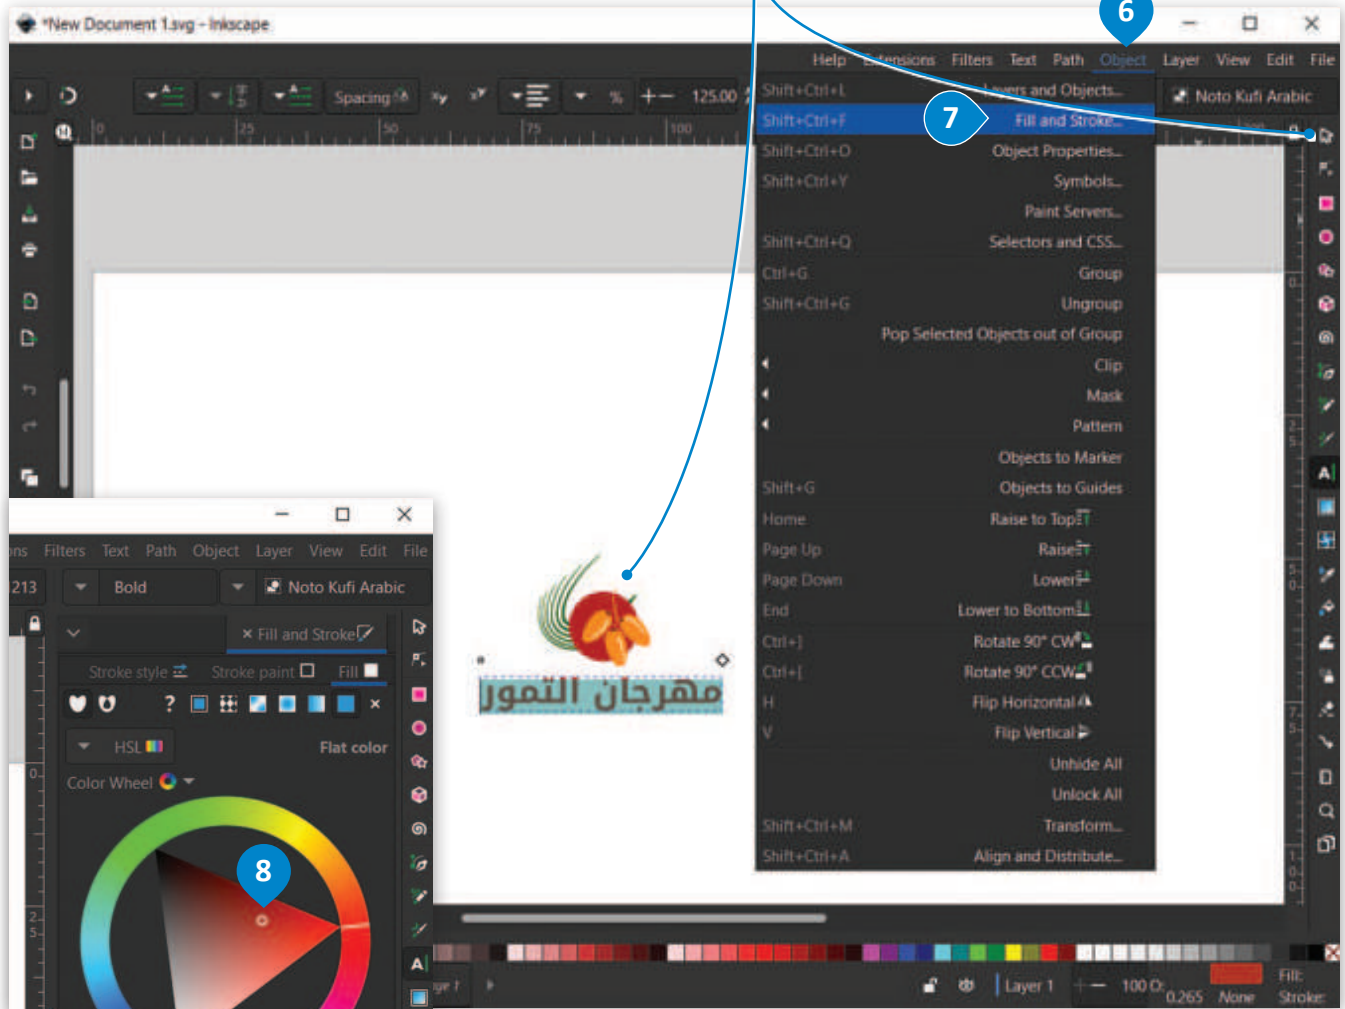 6
*New Document 1.svg - Inkscape
Help Extensions Filters Text Path Object Layer View Edit File
Spacing % 125.00 Noto Kufi Arabic
0 25 50 75 100
Shift+Ctrl+L Layers and Objects...
Shift+Ctrl+F 7 Fill and Stroke...
Shift+Ctrl+O Object Properties...
Shift+Ctrl+Y Symbols...
Paint Servers...
Shift+Ctrl+Q Selectors and CSS...
Ctrl+G Group
Shift+Ctrl+G Ungroup
Pop Selected Objects out of Group
Clip
Mask
Pattern
Objects to Marker
Shift+G Objects to Guides
Home Raise to Top
Page Up Raise
Page Down Lower
End Lower to Bottom
Ctrl+] Rotate 90° CW
Ctrl+[ Rotate 90° CCW
H Flip Horizontal
V Flip Vertical
Unhide All
Unlock All
Shift+Ctrl+M Transform...
Shift+Ctrl+A Align and Distribute...
مهرجان التمور
ons Filters Text Path Object Layer View Edit File
213 Bold Noto Kufi Arabic
× Fill and Stroke
Stroke style Stroke paint Fill
?
HSL Flat color
Color Wheel
8
Layer 1 100 O:
Fill:
0.265 None Stroke: